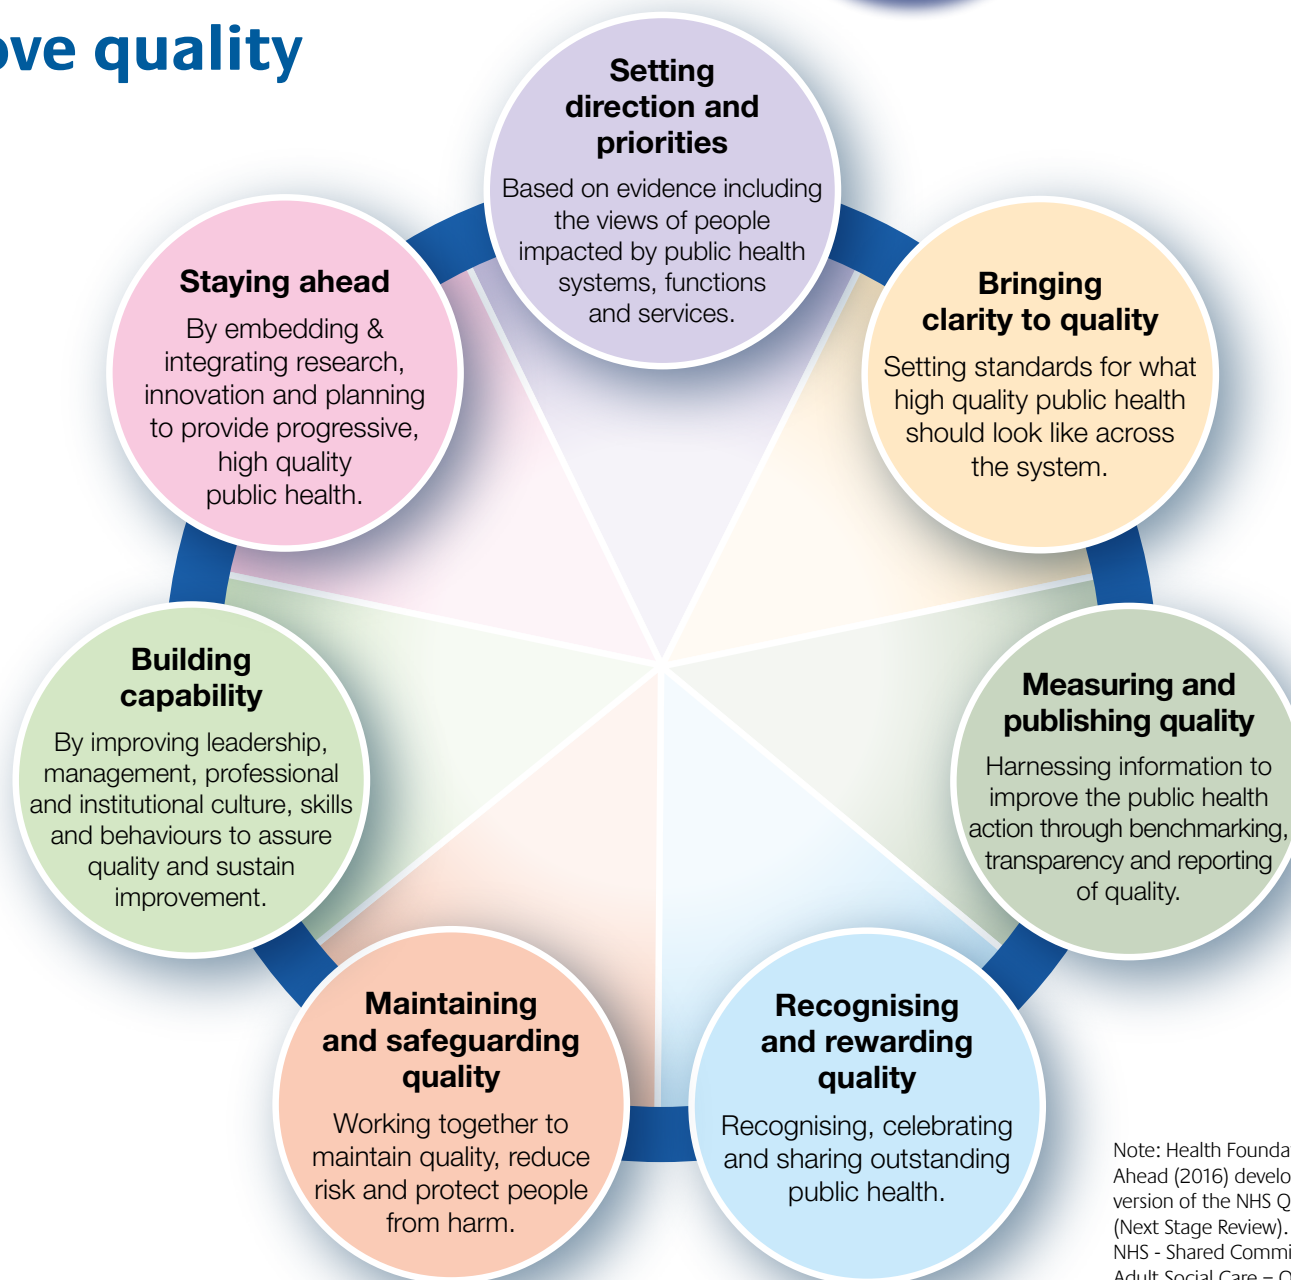 ove quality
Setting
direction and
priorities
Based on evidence including
the views of people
impacted by public health
systems, functions
and services.
Bringing
clarity to quality
Setting standards for what
high quality public health
should look like across
the system.
Measuring and
publishing quality
Harnessing information to
improve the public health
action through benchmarking,
transparency and reporting
of quality.
Recognising
and rewarding
quality
Recognising, celebrating
and sharing outstanding
public health.
Maintaining
and safeguarding
quality
Working together to
maintain quality, reduce
risk and protect people
from harm.
Building
capability
By improving leadership,
management, professional
and institutional culture, skills
and behaviours to assure
quality and sustain
improvement.
Staying ahead
By embedding &
integrating research,
innovation and planning
to provide progressive,
high quality
public health.
Note: Health Founda
Ahead (2016) develo
version of the NHS Q
(Next Stage Review).
NHS - Shared Commi
Adult Social Care – Q